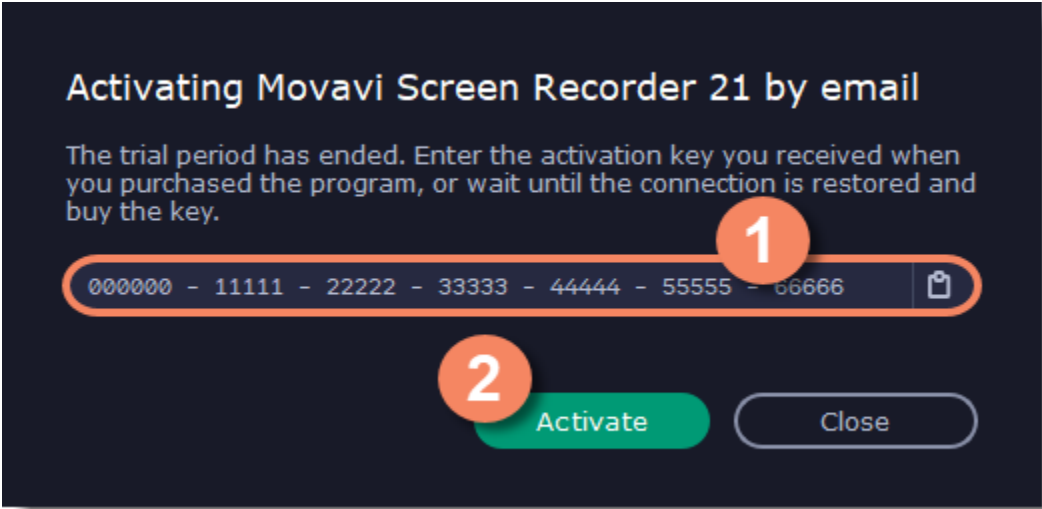 Activating Movavi Screen Recorder 21 by email
The trial period has ended. Enter the activation key you received when
you purchased the program, or wait until the connection is restored and
buy the key.
1
000000 - 11111 - 22222 - 33333 - 44444 - 55555 - 66666
2
Activate
Close